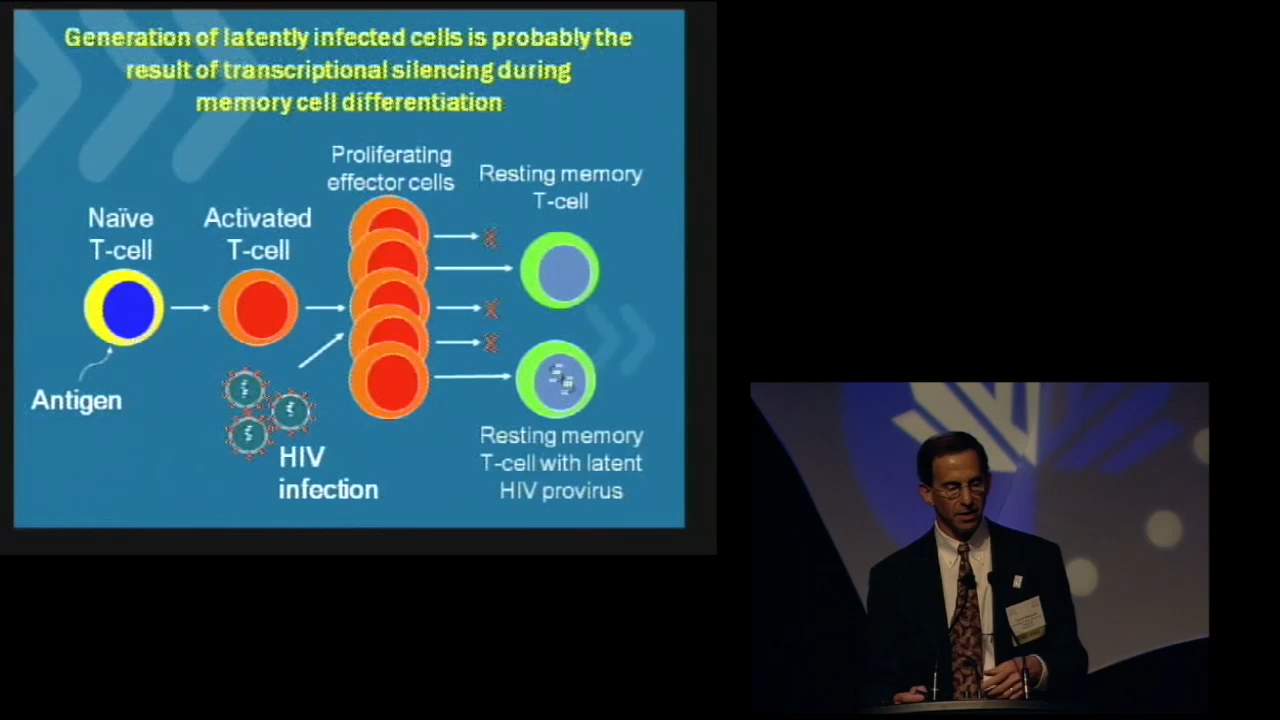 Generation of latently infected cells is probably the
result of transcriptional silencing during
memory cell differentiation
Proliferating
effector cells
Resting memory
T-cell
Naïve
T-cell
Activated
T-cell
Antigen
HIV
infection
Resting memory
T-cell with latent
HIV provirus